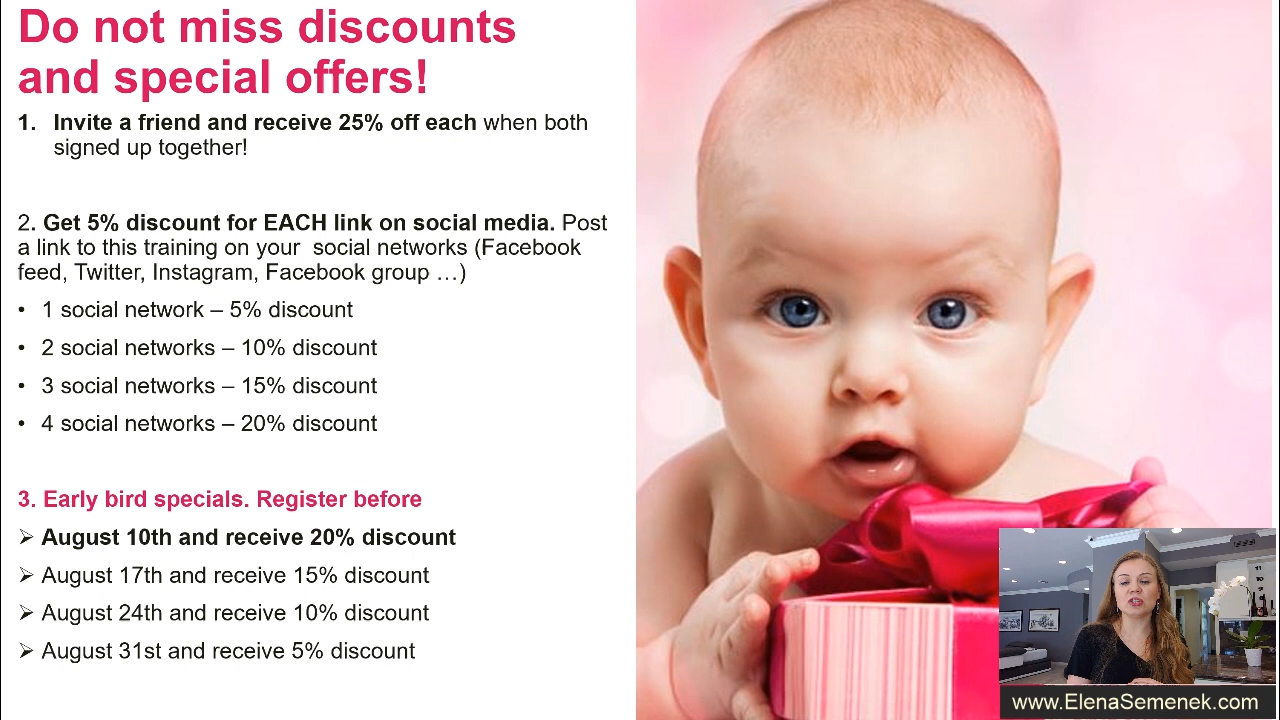 Do not miss discounts
and special offers!
1. Invite a friend and receive 25% off each when both
signed up together!
2. Get 5% discount for EACH link on social media. Post
a link to this training on your  social networks (Facebook
feed, Twitter, Instagram, Facebook group …)
• 1 social network – 5% discount
• 2 social networks – 10% discount
• 3 social networks – 15% discount
• 4 social networks – 20% discount
3. Early bird specials. Register before
➢ August 10th and receive 20% discount
➢ August 17th and receive 15% discount
➢ August 24th and receive 10% discount
➢ August 31st and receive 5% discount
www.ElenaSemenek.com